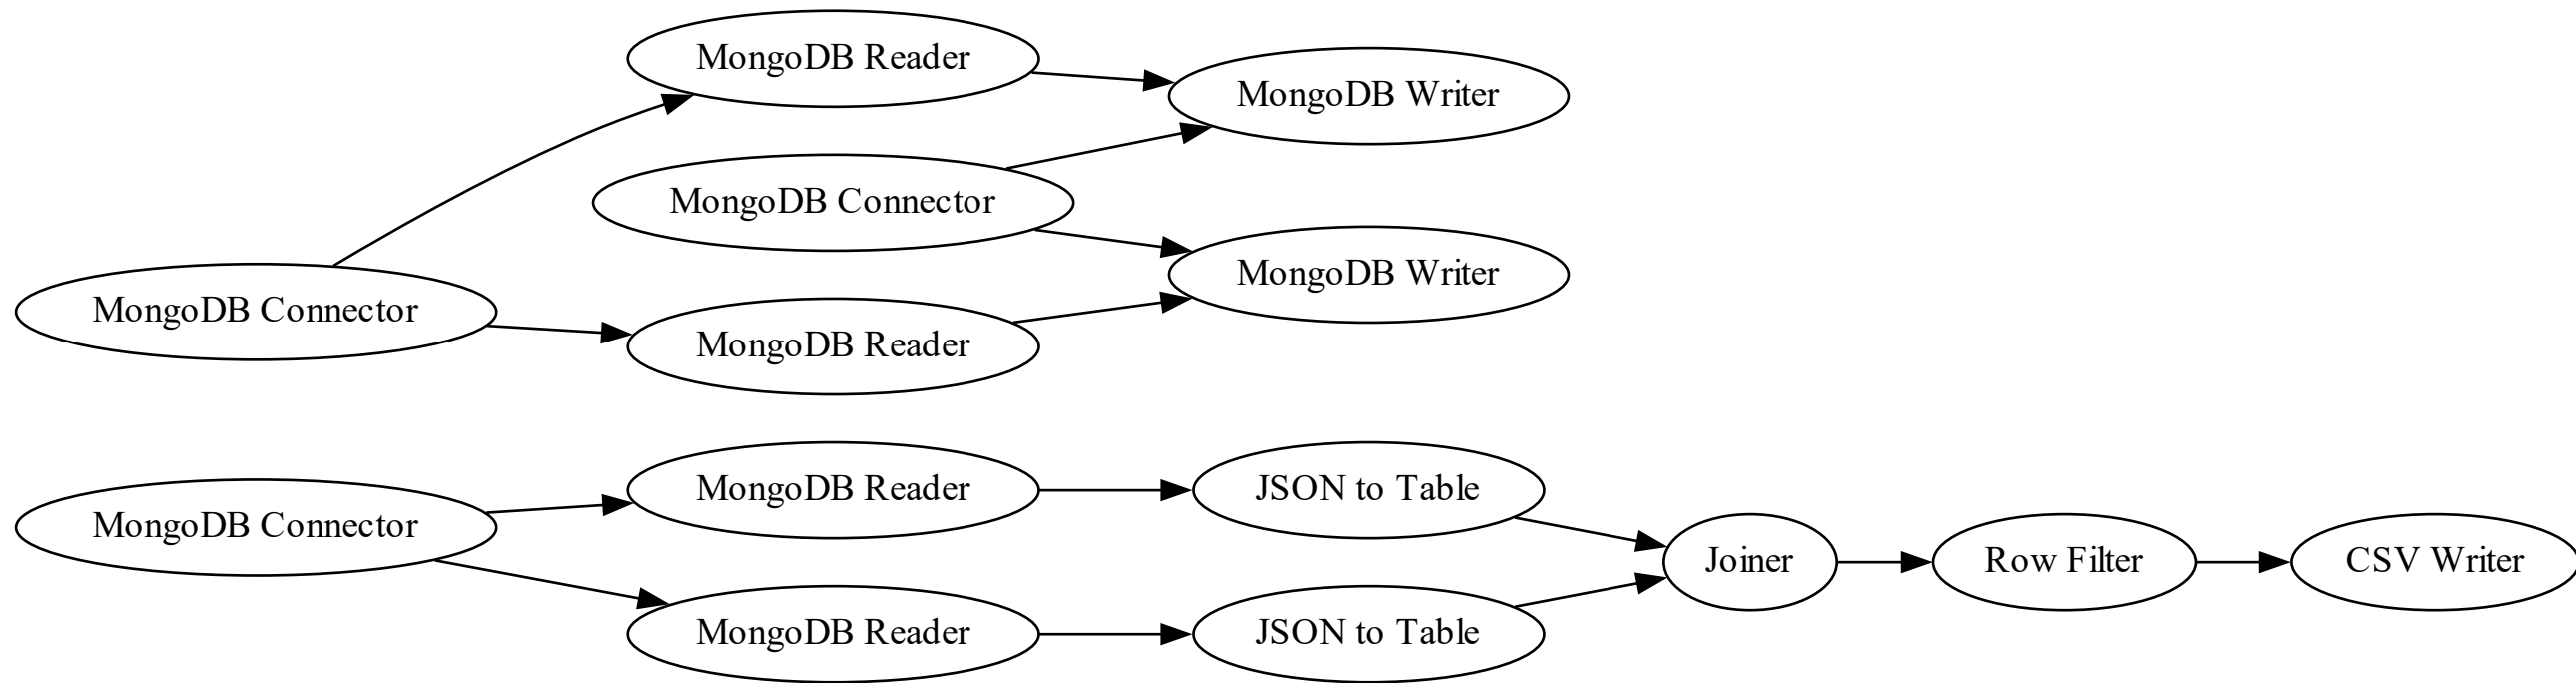 MongoDB Reader
MongoDB Writer
MongoDB Connector
MongoDB Writer
MongoDB Connector
MongoDB Reader
MongoDB Reader
JSON to Table
MongoDB Connector
Joiner
Row Filter
CSV Writer
MongoDB Reader
JSON to Table